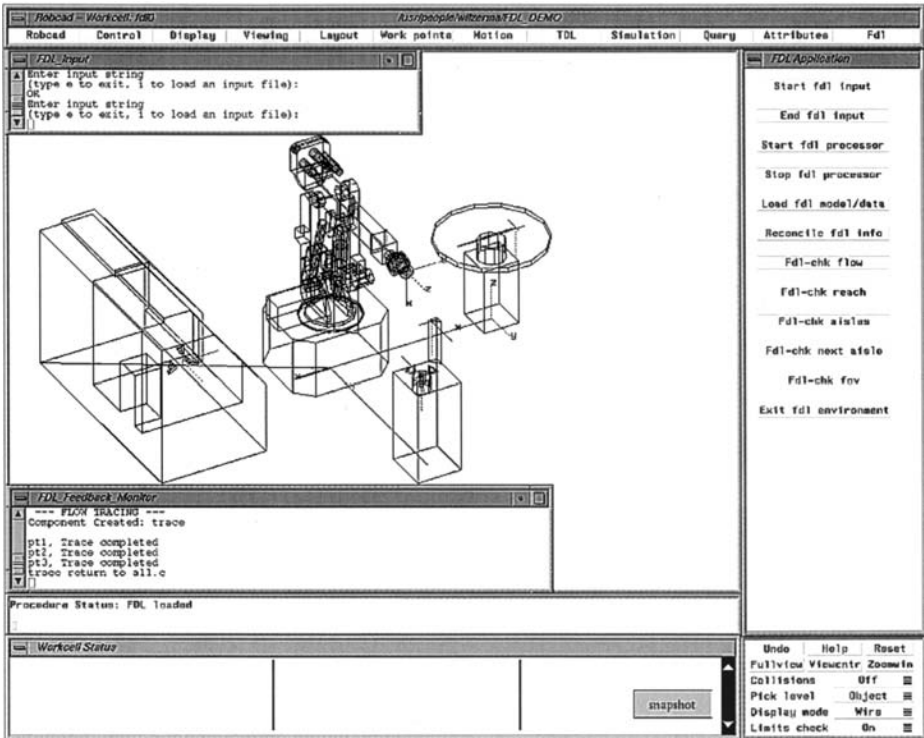 Robcad – Workcell: fdl0 /usr/people/witzerma/FDL_DEMO
Robcad Control Display Viewing Layout Work points Motion TDL Simulation Query Attributes Fdl
FDL_Input
Enter input string
(type e to exit, i to load an input file):
OK
Enter input string
(type e to exit, i to load an input file):
FDL Application
Start fdl input
End fdl input
Start fdl processor
Stop fdl processor
Load fdl model/data
Reconcile fdl info
Fdl-chk flow
Fdl-chk reach
Fdl-chk aisles
Fdl-chk next aisle
Fdl-chk fov
Exit fdl environment
z
x
x
z
y
x
FDL_Feedback_Monitor
--- FLOW TRACING ---
Component Created: trace
pt1, Trace completed
pt2, Trace completed
pt3, Trace completed
trace return to all.c
Procedure Status: FDL loaded
Workcell Status
snapshot
Undo Help Reset
Fullview Viewcntr Zoomwin
Collisions Off
Pick level Object
Display mode Wire
Limits check On